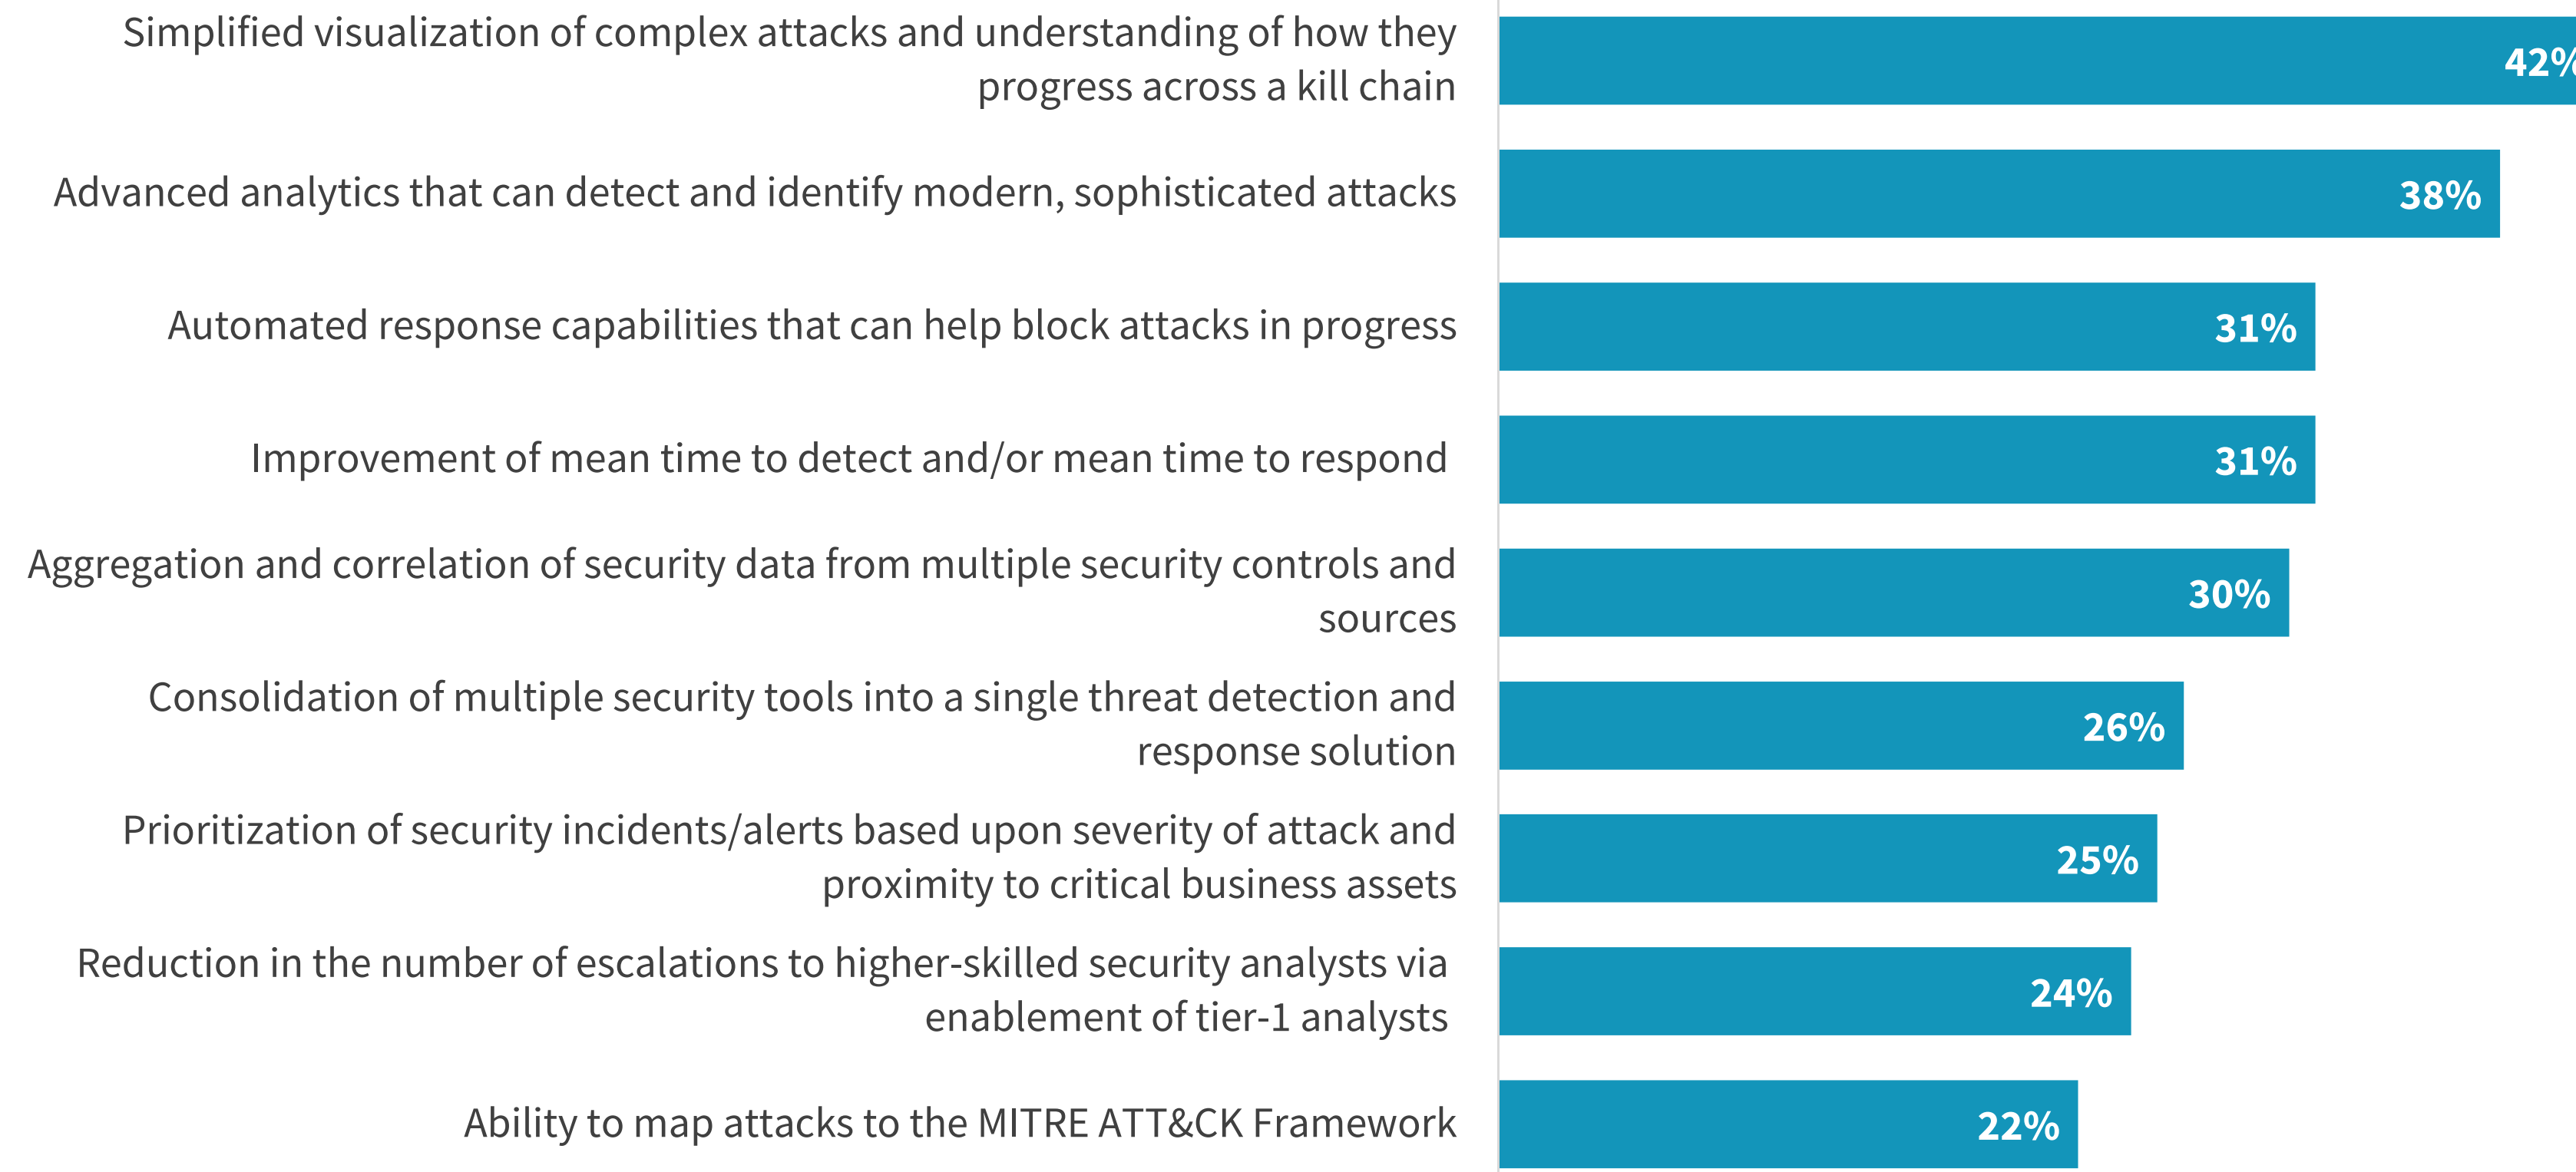 Simplified visualization of complex attacks and understanding of how they
progress across a kill chain
42%
Advanced analytics that can detect and identify modern, sophisticated attacks
38%
Automated response capabilities that can help block attacks in progress
31%
Improvement of mean time to detect and/or mean time to respond
31%
Aggregation and correlation of security data from multiple security controls and
sources
30%
Consolidation of multiple security tools into a single threat detection and
response solution
26%
Prioritization of security incidents/alerts based upon severity of attack and
proximity to critical business assets
25%
Reduction in the number of escalations to higher-skilled security analysts via
enablement of tier-1 analysts
24%
Ability to map attacks to the MITRE ATT&CK Framework
22%